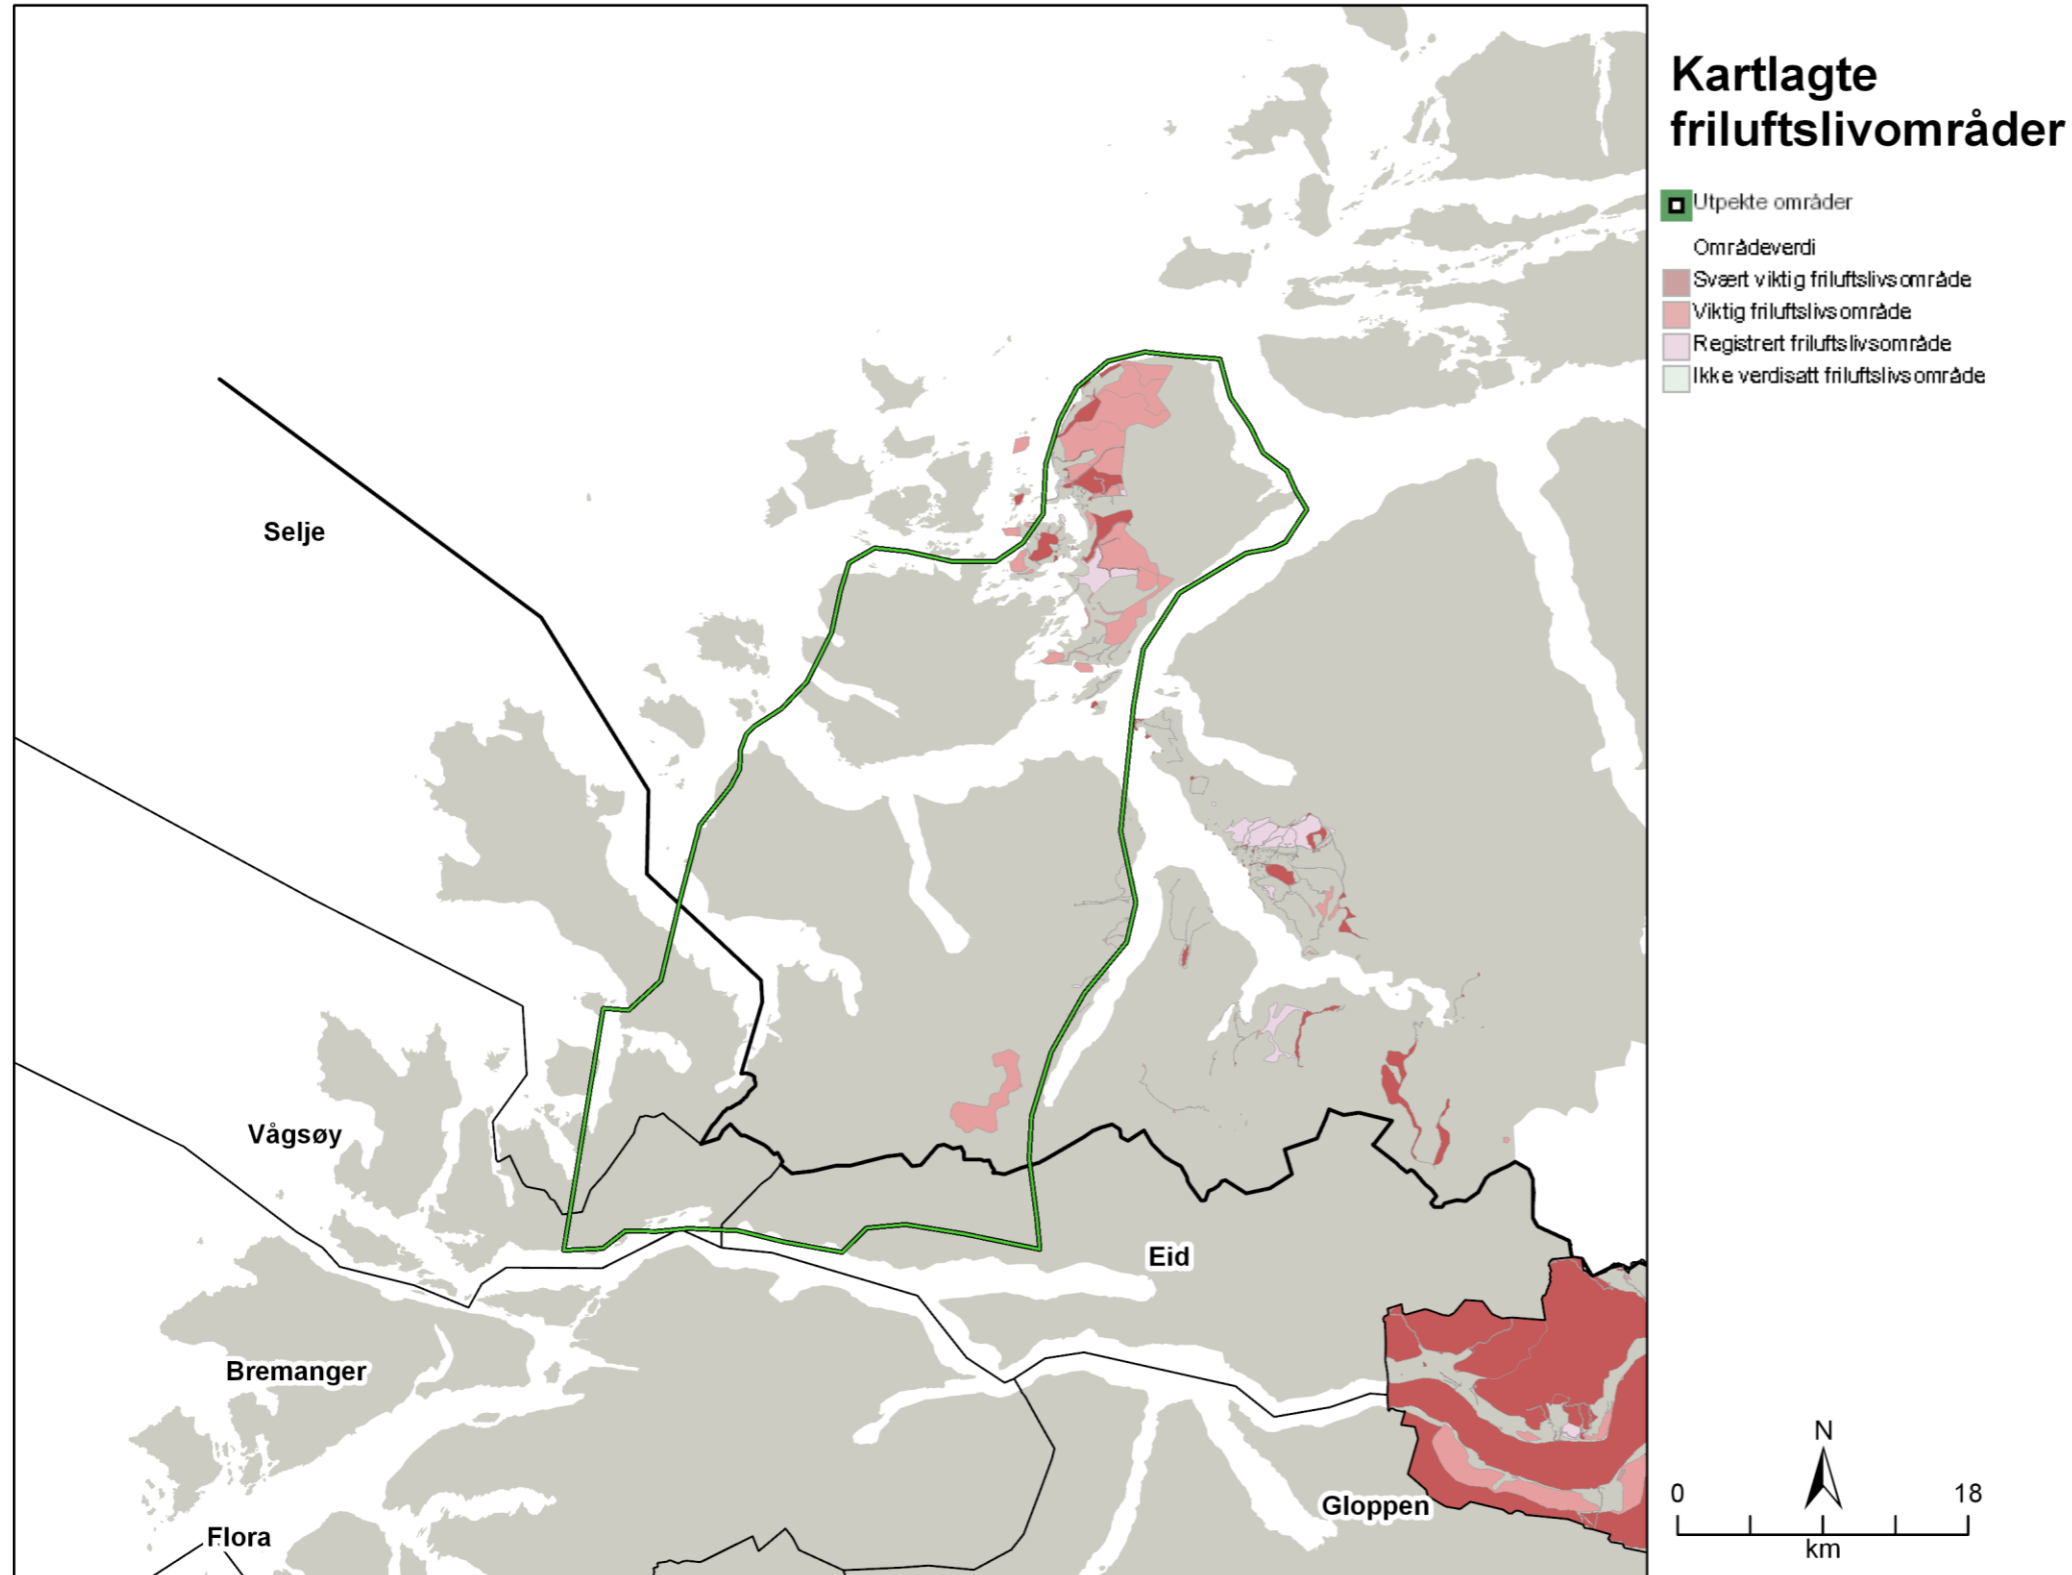 Kartlagte
friluftslivområder
Utpekte områder
Områdeverdi
Svært viktig friluftslivsområde
Viktig friluftslivsområde
Registrert friluftslivsområde
Ikke verdisatt friluftslivsområde
Selje
Vågsøy
Eid
Bremanger
Gloppen
Flora
N
0 18
km